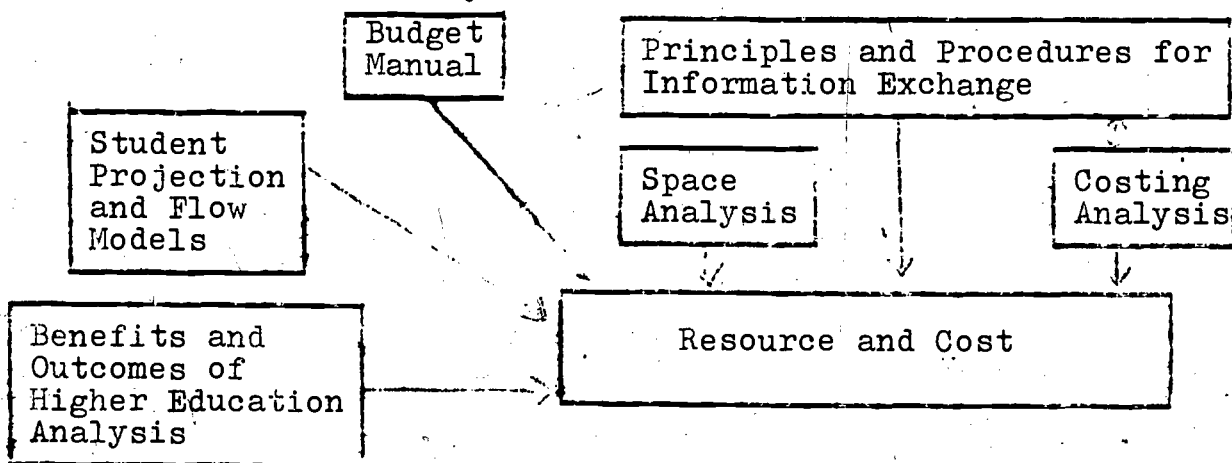 Budget
Manual
Principles and Procedures for
Information Exchange
Student
Projection
and Flow
Models
Space
Analysis
Costing
Analysis
Resource and Cost
Benefits and
Outcomes of
Higher Education
Analysis